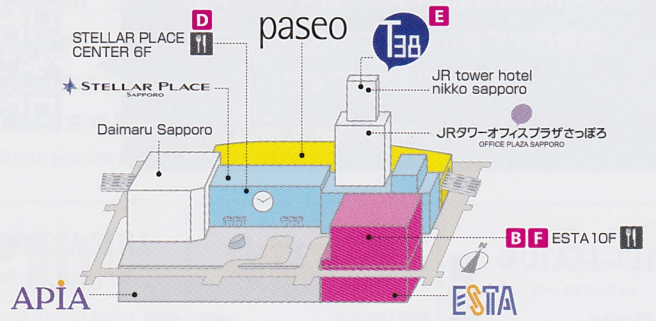 D
STELLAR PLACE
CENTER 6F
paseo
T38
E
STELLAR PLACE
SAPPORO
JR tower hotel
nikko sapporo
Daimaru Sapporo
JRタワーオフィスプラザさっぽろ
OFFICE PLAZA SAPPORO
B F ESTA10F
N
APIA
ESTA